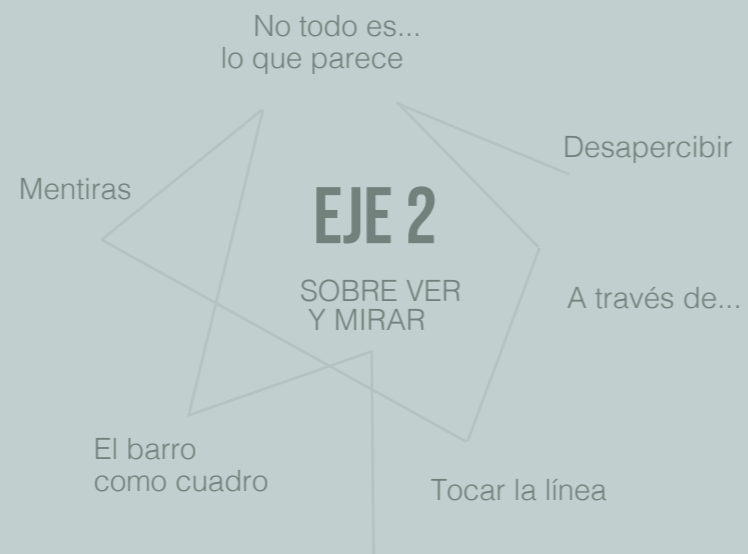 No todo es...
lo que parece
Desapercibir
Mentiras
EJE 2
SOBRE VER
Y MIRAR
A través de...
El barro
como cuadro
Tocar la línea